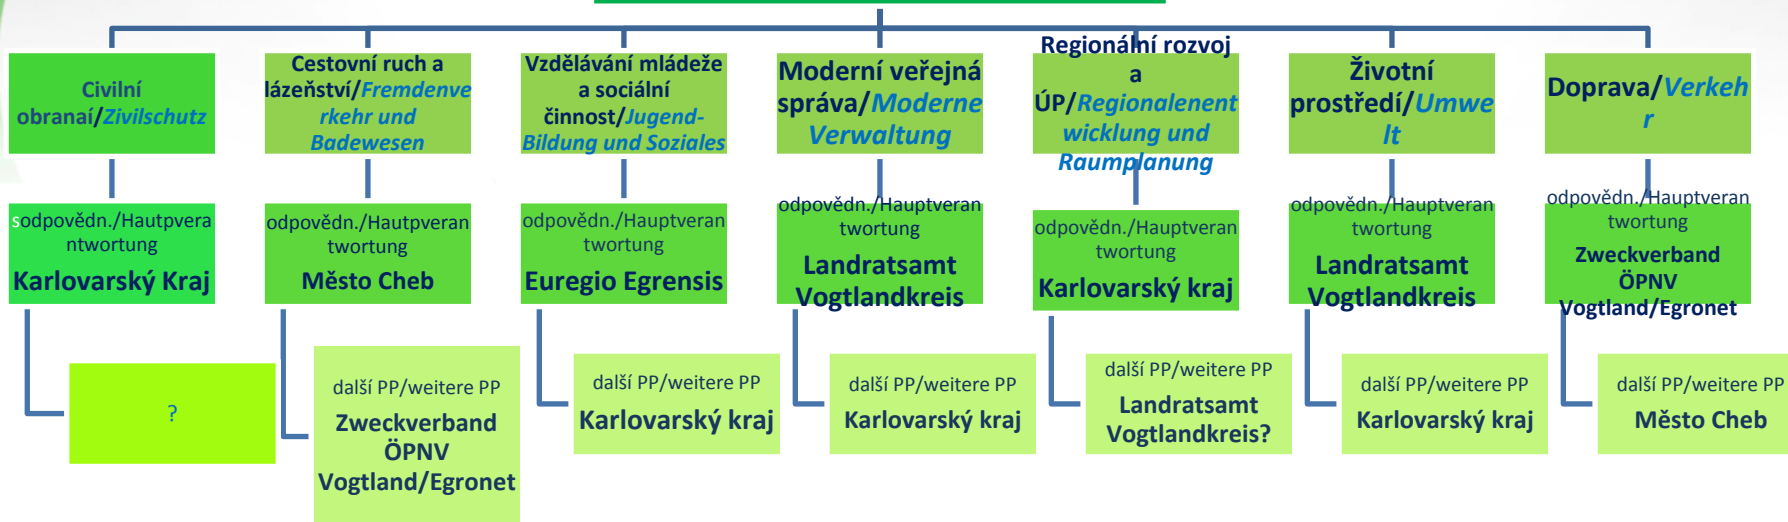 Civilní
obranaí/Zivilschutz
Cestovní ruch a
lázeňství/Fremdenve
rkehr und
Badewesen
Vzdělávání mládeže
a sociální
činnost/Jugend-
Bildung und Soziales
Moderní veřejná
správa/Moderne
Verwaltung
Regionální rozvoj
a
ÚP/Regionalenent
wicklung und
Raumplanung
Životní
prostředí/Umwe
lt
Doprava/Verkeh
r
sodpovědn./Hautpvera
ntwortung
Karlovarský Kraj
odpovědn./Hautpveran
twortung
Město Cheb
odpovědn./Hauptveran
twortung
Euregio Egrensis
odpovědn./Hauptveran
twortung
Landratsamt
Vogtlandkreis
odpovědn./Hauptveran
twortung
Karlovarský kraj
odpovědn./Hauptveran
twortung
Landratsamt
Vogtlandkreis
odpovědn./Hauptveran
twortung
Zweckverband
ÖPNV
Vogtland/Egronet
?
další PP/weitere PP
Zweckverband
ÖPNV
Vogtland/Egronet
další PP/weitere PP
Karlovarský kraj
další PP/weitere PP
Karlovarský kraj
další PP/weitere PP
Landratsamt
Vogtlandkreis?
další PP/weitere PP
Karlovarský kraj
další PP/weitere PP
Město Cheb